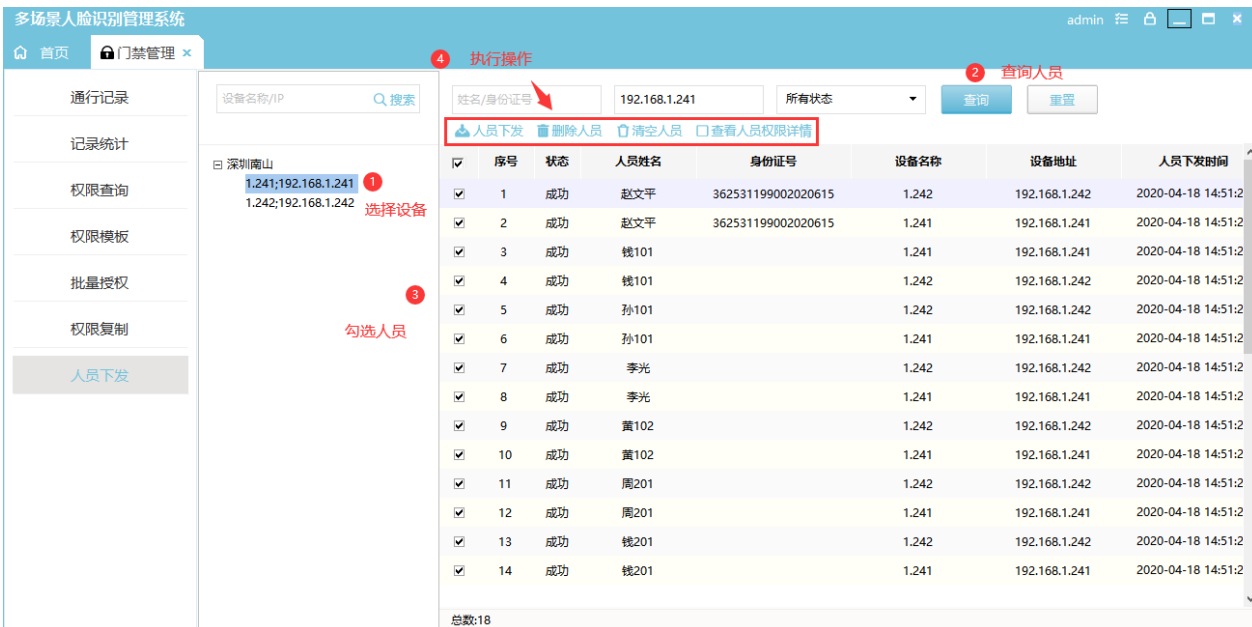 多场景人脸识别管理系统
admin
首页
门禁管理 ×
4 执行操作
2 查询人员
通行记录
记录统计
权限查询
权限模板
批量授权
权限复制
人员下发
设备名称/IP 搜索
深圳南山
1.241;192.168.1.241 1
1.242;192.168.1.242 选择设备
3
勾选人员
姓名/身份证号 192.168.1.241 所有状态 查询 重置
人员下发 删除人员 清空人员 查看人员权限详情
序号 状态 人员姓名 身份证号 设备名称 设备地址 人员下发时间
1 成功 赵文平 362531199002020615 1.242 192.168.1.242 2020-04-18 14:51:2
2 成功 赵文平 362531199002020615 1.241 192.168.1.241 2020-04-18 14:51:2
3 成功 钱101 1.241 192.168.1.241 2020-04-18 14:51:2
4 成功 钱101 1.242 192.168.1.242 2020-04-18 14:51:2
5 成功 孙101 1.242 192.168.1.242 2020-04-18 14:51:2
6 成功 孙101 1.241 192.168.1.241 2020-04-18 14:51:2
7 成功 李光 1.242 192.168.1.242 2020-04-18 14:51:2
8 成功 李光 1.241 192.168.1.241 2020-04-18 14:51:2
9 成功 黄102 1.242 192.168.1.242 2020-04-18 14:51:2
10 成功 黄102 1.241 192.168.1.241 2020-04-18 14:51:2
11 成功 周201 1.242 192.168.1.242 2020-04-18 14:51:2
12 成功 周201 1.241 192.168.1.241 2020-04-18 14:51:2
13 成功 钱201 1.242 192.168.1.242 2020-04-18 14:51:2
14 成功 钱201 1.241 192.168.1.241 2020-04-18 14:51:2
总数:18